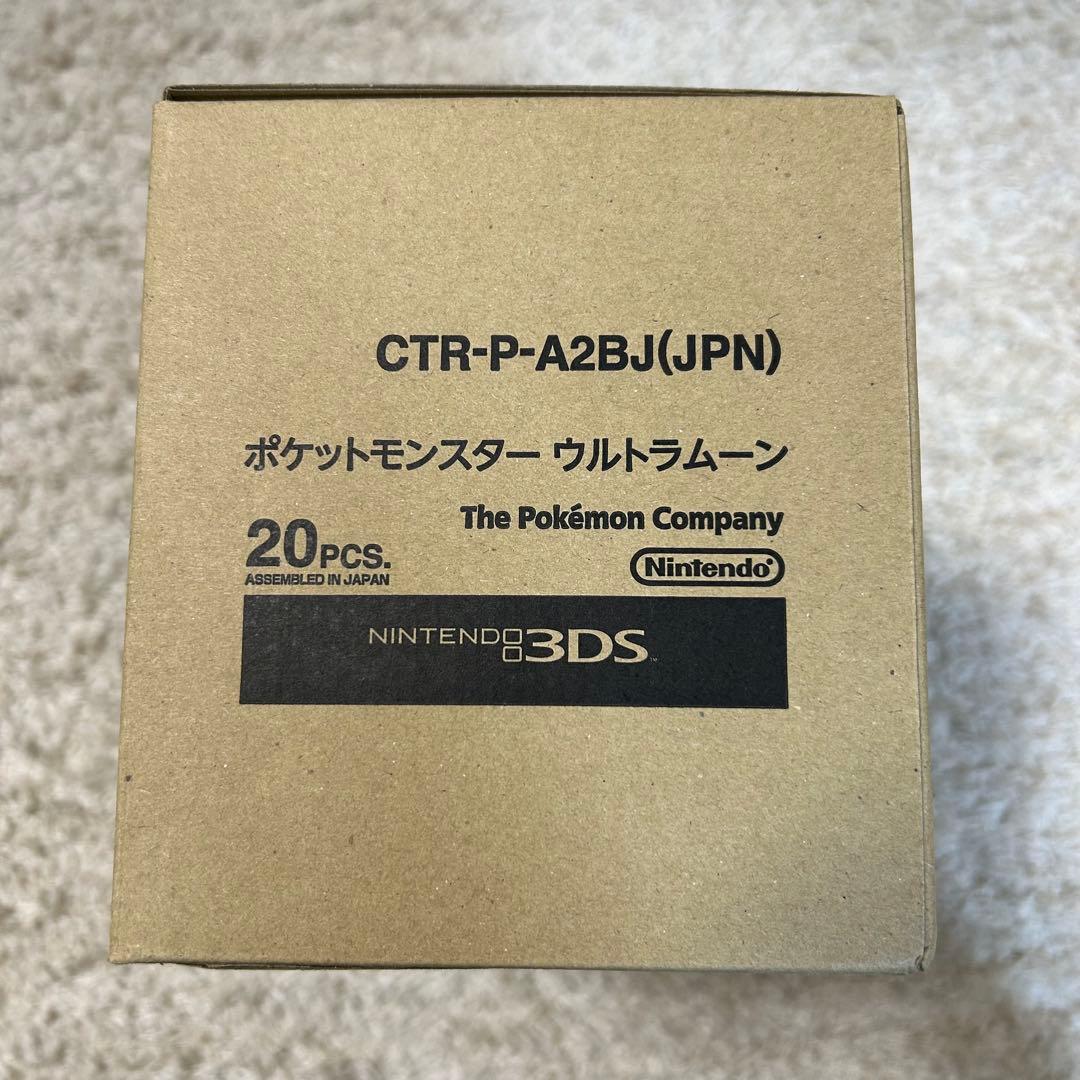 CTR-P-A2BJ(JPN)
ポケットモンスター ウルトラムーン
The Pokémon Company
20PCS.
ASSEMBLED IN JAPAN
Nintendo
NINTENDO 3DS™